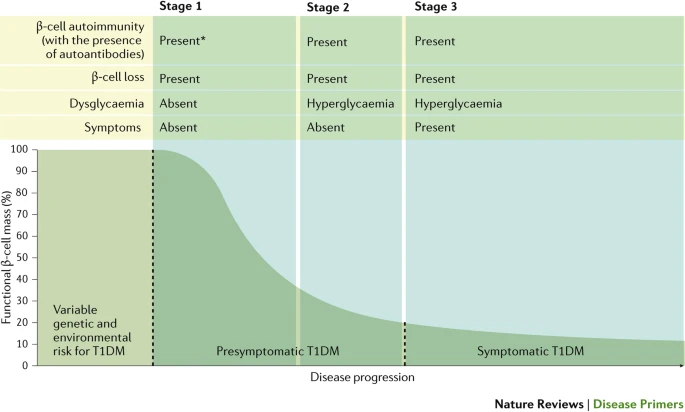 Stage 1 Stage 2 Stage 3
β-cell autoimmunity
(with the presence
of autoantibodies)
Present* Present Present
β-cell loss Present Present Present
Dysglycaemia Absent Hyperglycaemia Hyperglycaemia
Symptoms Absent Absent Present
Functional β-cell mass (%)
100
90
80
70
60
50
40
30
20
10
0
Variable
genetic and
environmental
risk for T1DM
Presymptomatic T1DM
Symptomatic T1DM
Disease progression
Nature Reviews | Disease Primers